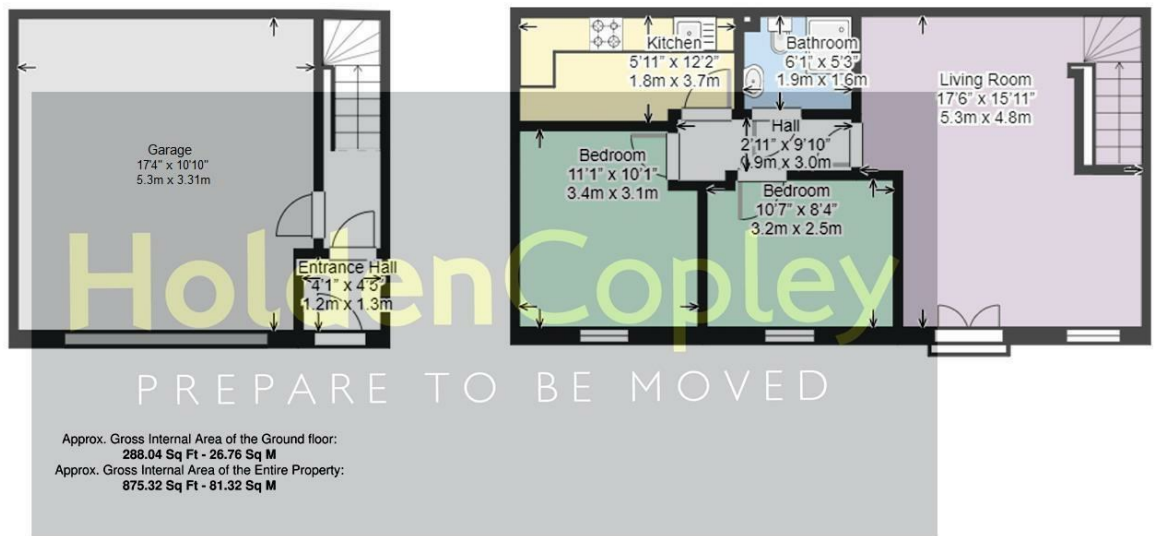 Garage
17'4" x 10'10"
5.3m x 3.31m
Entrance Hall
4'1" x 4'5"
1.2m x 1.3m
Kitchen
5'11" x 12'2"
1.8m x 3.7m
Bathroom
6'1" x 5'3"
1.9m x 1.6m
Living Room
17'6" x 15'11"
5.3m x 4.8m
Hall
2'11" x 9'10"
0.9m x 3.0m
Bedroom
11'1" x 10'1"
3.4m x 3.1m
Bedroom
10'7" x 8'4"
3.2m x 2.5m
HoldenCopley
PREPARE TO BE MOVED
Approx. Gross Internal Area of the Ground floor:
288.04 Sq Ft - 26.76 Sq M
Approx. Gross Internal Area of the Entire Property:
875.32 Sq Ft - 81.32 Sq M